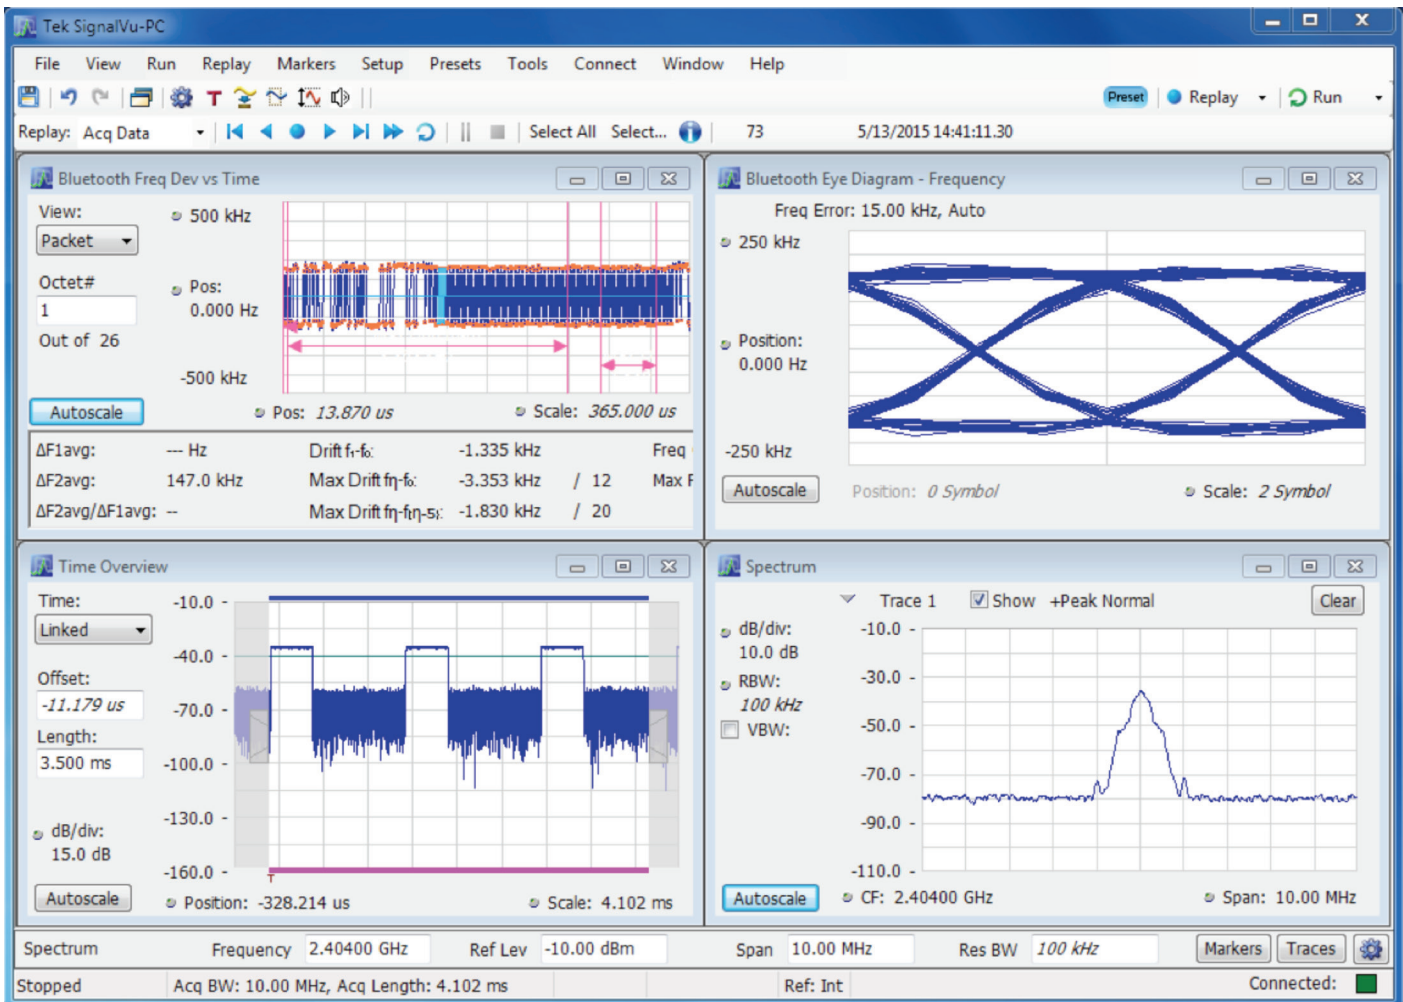 Tek SignalVu-PC
File View Run Replay Markers Setup Presets Tools Connect Window Help
T Preset Replay Run
Replay: Acq Data Select All Select... 73 5/13/2015 14:41:11.30
Bluetooth Freq Dev vs Time
View:
Packet
Octet#
1
Out of 26
500 kHz
Pos:
0.000 Hz
-500 kHz
Autoscale
Pos: 13.870 us
Scale: 365.000 us
ΔF1avg: --- Hz Drift f₁-f₀: -1.335 kHz Freq
ΔF2avg: 147.0 kHz Max Drift fη-f₀: -3.353 kHz / 12 Max F
ΔF2avg/ΔF1avg: -- Max Drift fη-fη-5: -1.830 kHz / 20
Bluetooth Eye Diagram - Frequency
Freq Error: 15.00 kHz, Auto
250 kHz
Position:
0.000 Hz
-250 kHz
Autoscale
Position: 0 Symbol
Scale: 2 Symbol
Time Overview
Time:
Linked
Offset:
-11.179 us
Length:
3.500 ms
dB/div:
15.0 dB
Autoscale
-10.0 -
-40.0 -
-70.0 -
-100.0 -
-130.0 -
-160.0 -
T
Position: -328.214 us
Scale: 4.102 ms
Spectrum
Trace 1 Show +Peak Normal Clear
dB/div:
10.0 dB
RBW:
100 kHz
VBW:
-10.0 -
-30.0 -
-50.0 -
-70.0 -
-90.0 -
-110.0 -
Autoscale
CF: 2.40400 GHz
Span: 10.00 MHz
Spectrum Frequency 2.40400 GHz Ref Lev -10.00 dBm Span 10.00 MHz Res BW 100 kHz Markers Traces
Stopped Acq BW: 10.00 MHz, Acq Length: 4.102 ms Ref: Int Connected: